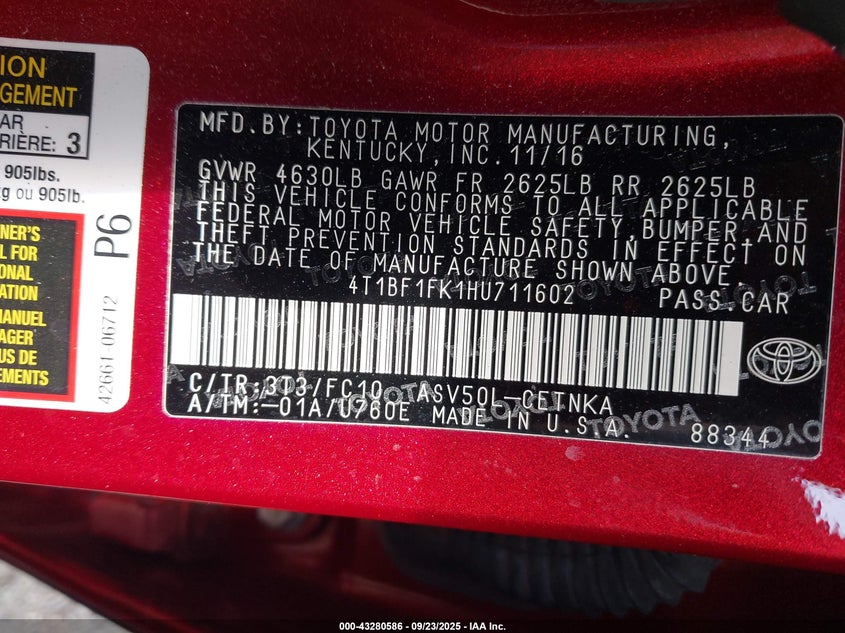 ION
GEMENT
AR
RRIÈRE: 3
905lbs.
kg ou 905lb.
NER'S
L FOR
ONAL
ATION
MANUEL
AGER
US DE
EMENTS
P6
42661-06712
MFD.BY:TOYOTA MOTOR MANUFACTURING,
KENTUCKY,INC.11/16
GVWR 4630LB GAWR FR 2625LB RR 2625LB
THIS VEHICLE CONFORMS TO ALL APPLICABLE
FEDERAL MOTOR VEHICLE SAFETY,BUMPER,AND
THEFT PREVENTION STANDARDS IN EFFECT ON
THE DATE OF MANUFACTURE SHOWN ABOVE.
4T1BF1FK1HU711602 PASS.CAR
C/TR:3T3/FC10 ASV50L-CETNKA
A/TM:-01A/U760E MADE IN U.S.A. 88344
TOYOTA
000-43280586 - 09/23/2025 - IAA Inc.